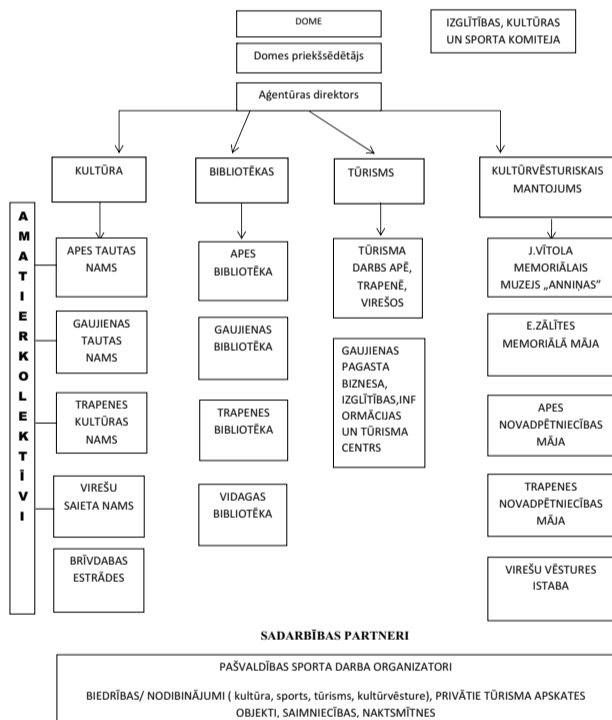 DOME
IZGLĪTĪBAS, KULTŪRAS
UN SPORTA KOMITEJA
Domes priekšsēdētājs
Aģentūras direktors
KULTŪRA
BIBLIOTĒKAS
TŪRISMS
KULTŪRVĒSTURISKAIS
MANTOJUMS
AMATIERKOLEKTĪVI
APES TAUTAS
NAMS
GAUJIENAS
TAUTAS
NAMS
TRAPENES
KULTŪRAS
NAMS
VIREŠU
SAIETA NAMS
BRĪVDABAS
ESTRĀDES
APES
BIBLIOTĒKA
GAUJIENAS
BIBLIOTĒKA
TRAPENES
BIBLIOTĒKA
VIDAGAS
BIBLIOTĒKA
TŪRISMA
DARBS APĒ,
TRAPENĒ,
VIREŠOS
GAUJIENAS
PAGASTA
BIZNESA,
IZGLĪTĪBAS,INF
ORMĀCIJAS
UN TŪRISMA
CENTRS
J.VĪTOLA
MEMORIĀLAIS
MUZEJS „ANNIŅAS"
E.ZĀLĪTES
MEMORIĀLĀ MĀJA
APES
NOVADPĒTNIECĪBAS
MĀJA
TRAPENES
NOVADPĒTNIECĪBAS
MĀJA
VIREŠU VĒSTURES
ISTABA
SADARBĪBAS PARTNERI
PAŠVALDĪBAS SPORTA DARBA ORGANIZATORI
BIEDRĪBAS/ NODIBINĀJUMI ( kultūra, sports, tūrisms, kultūrvēsture), PRIVĀTIE TŪRISMA APSKATES
OBJEKTI, SAIMNIECĪBAS, NAKTSMĪTNES